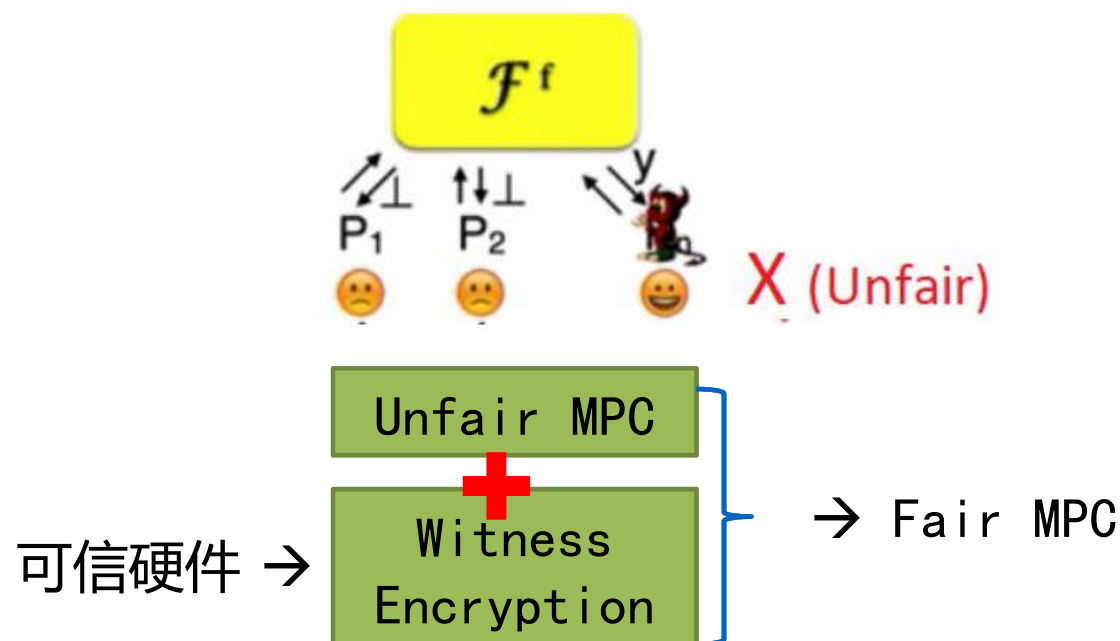 𝓕 f
⊥ ⊥ y
P₁ P₂
X (Unfair)
Unfair MPC
Witness
Encryption
可信硬件 →
→ Fair MPC